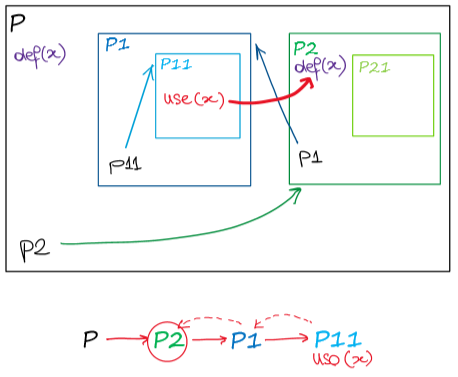 P
def(x)
P1
P11
use(x)
P11
P2
def(x)
P21
P1
P2
P → P2 → P1 → P11
uso(x)